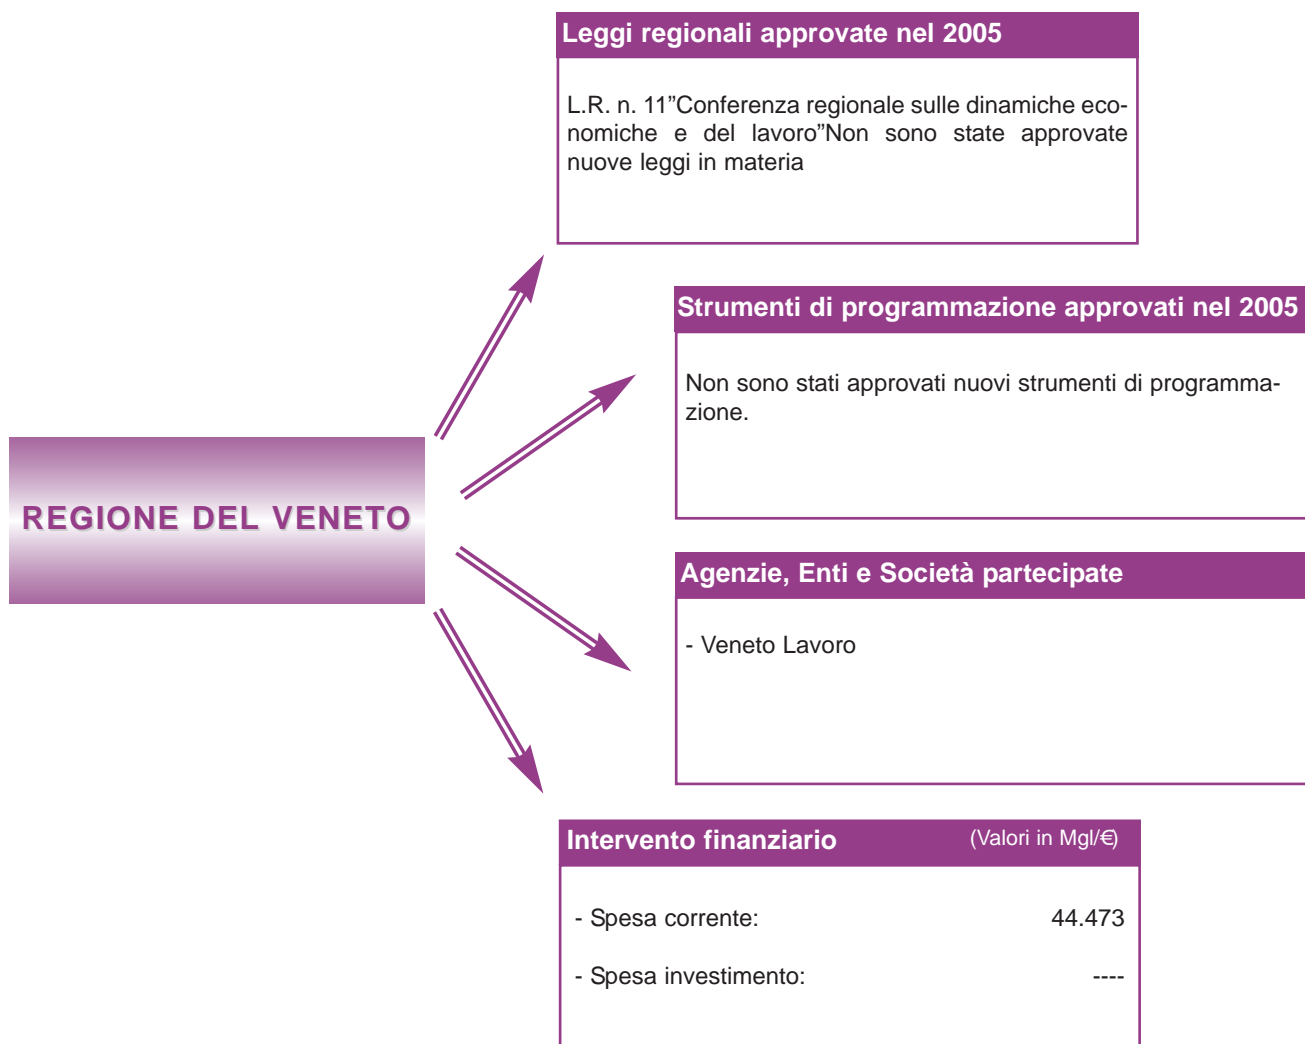 Leggi regionali approvate nel 2005
L.R. n. 11”Conferenza regionale sulle dinamiche eco-
nomiche e del lavoro”Non sono state approvate
nuove leggi in materia
Strumenti di programmazione approvati nel 2005
Non sono stati approvati nuovi strumenti di programma-
zione.
REGIONE DEL VENETO
Agenzie, Enti e Società partecipate
- Veneto Lavoro
Intervento finanziario (Valori in Mgl/€)
- Spesa corrente: 44.473
- Spesa investimento: ----